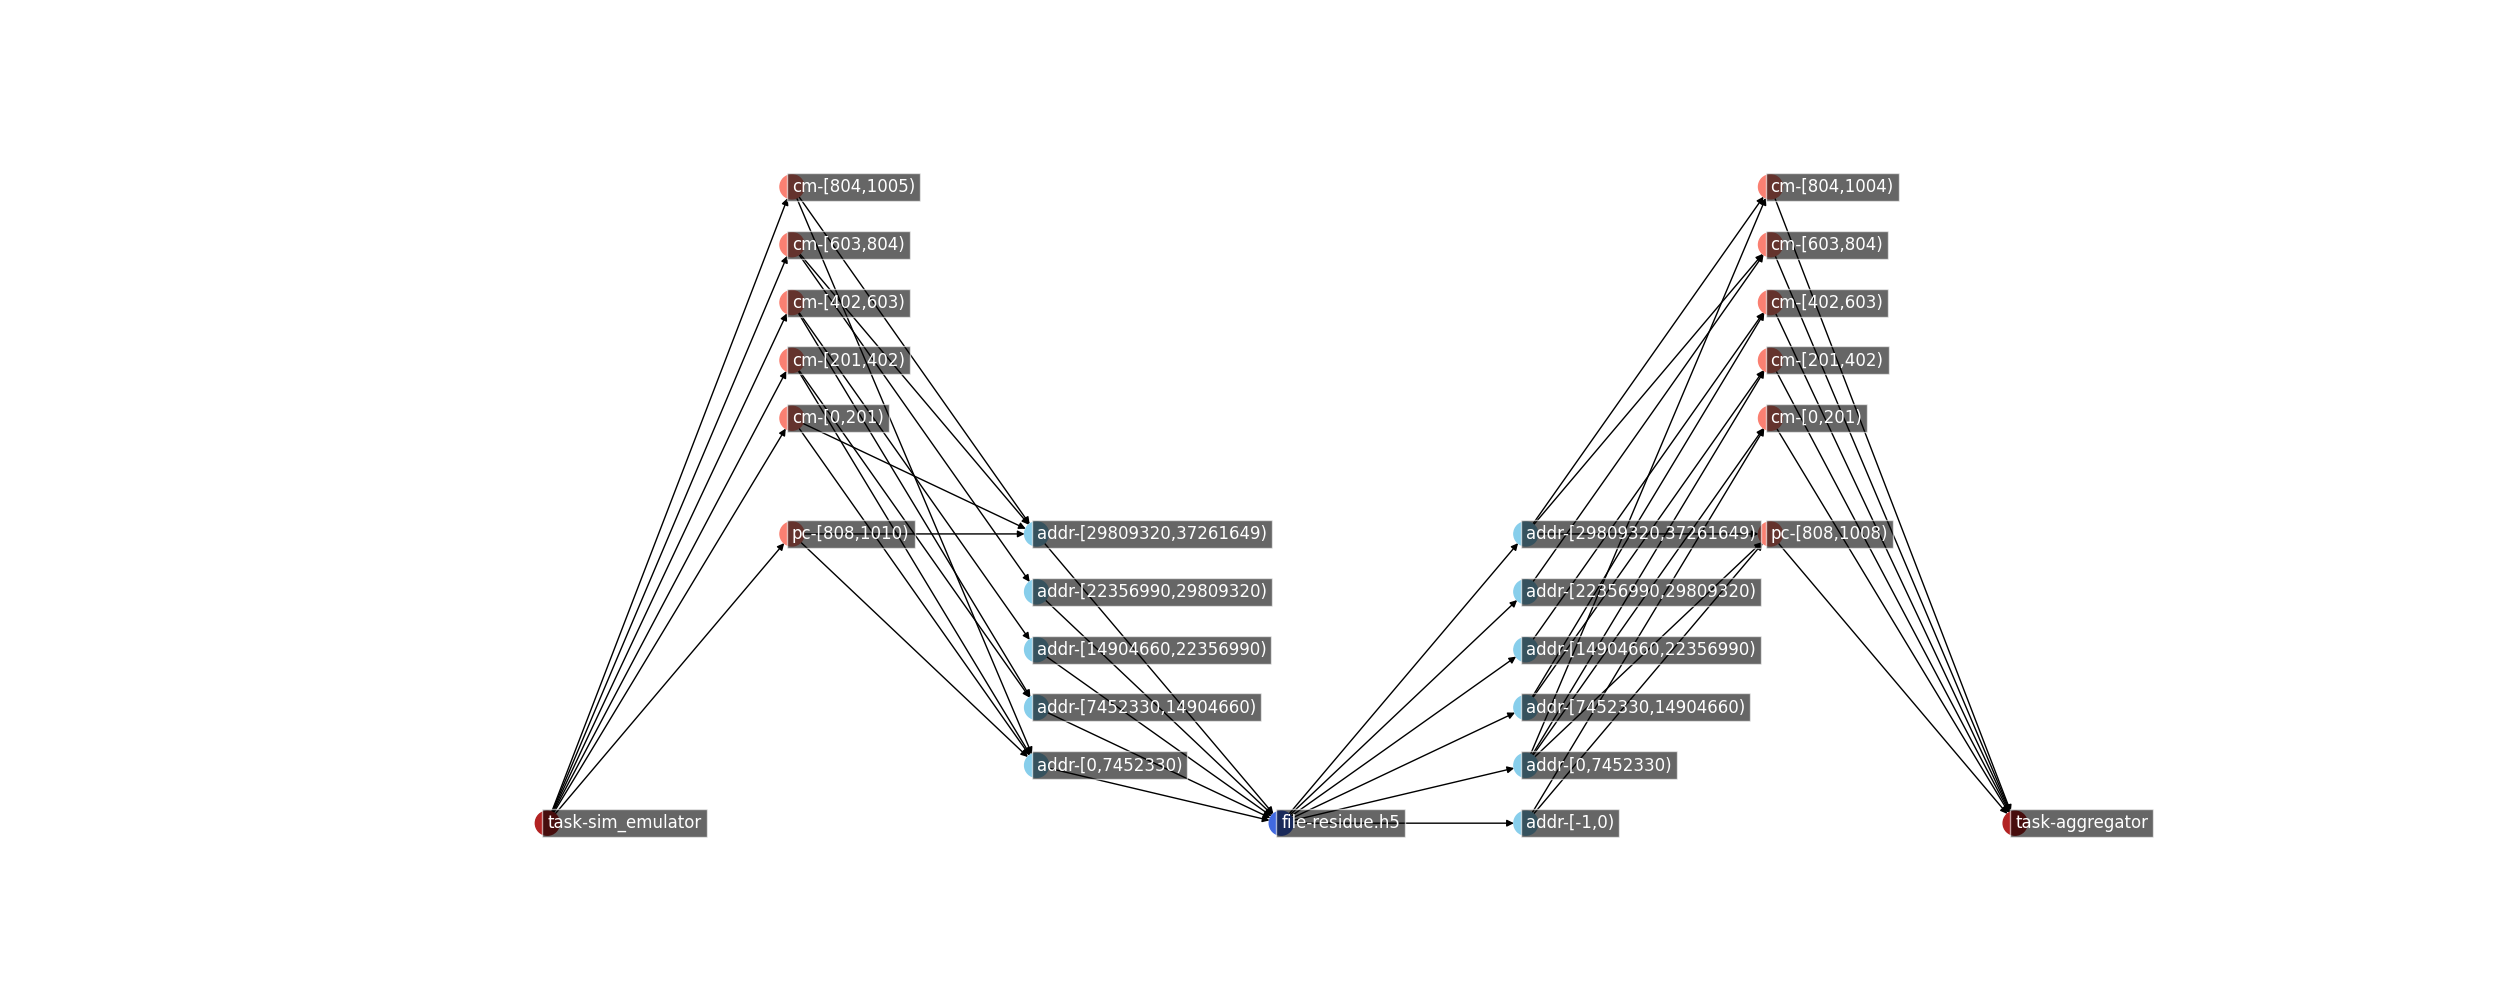 cm-[804,1005)
cm-[603,804)
cm-[402,603)
cm-[201,402)
cm-[0,201)
pc-[808,1010)
task-sim_emulator
addr-[29809320,37261649)
addr-[22356990,29809320)
addr-[14904660,22356990)
addr-[7452330,14904660)
addr-[0,7452330)
file-residue.h5
addr-[29809320,37261649)
addr-[22356990,29809320)
addr-[14904660,22356990)
addr-[7452330,14904660)
addr-[0,7452330)
addr-[-1,0)
cm-[804,1004)
cm-[603,804)
cm-[402,603)
cm-[201,402)
cm-[0,201)
pc-[808,1008)
task-aggregator